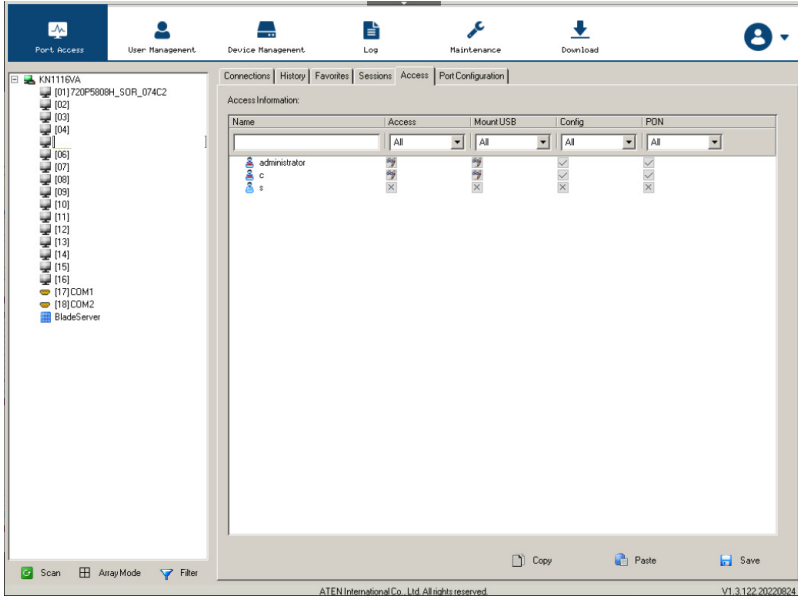 Port Access
User Management
Device Management
Log
Maintenance
Download
KN1116VA
[01]720P5808H_SOR_074C2
[02]
[03]
[04]
[06]
[07]
[08]
[09]
[10]
[11]
[12]
[13]
[14]
[15]
[16]
[17]COM1
[18]COM2
BladeServer
Scan
Array Mode
Filter
Connections
History
Favorites
Sessions
Access
Port Configuration
Access Information:
Name Access Mount USB Config PON
All All All All
administrator
c
s
Copy
Paste
Save
ATEN International Co., Ltd. All rights reserved.
V1.3.122.20220824